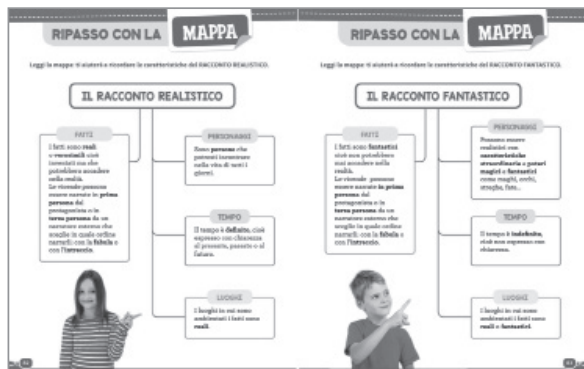 RIPASSO CON LA MAPPA
Leggi la mappa: ti aiuterà a ricordare le caratteristiche del RACCONTO REALISTICO.
IL RACCONTO REALISTICO
FATTI
I fatti sono reali
o verosimili cioè
inventati ma che
potrebbero accadere
nella realtà.
Le vicende possono
essere narrate in prima
persona dal
protagonista o in
terza persona da un
narratore esterno che
sceglie in quale ordine
narrarli: con la fabula o
con l'intreccio.
PERSONAGGI
Sono persone che
potresti incontrare
nella vita di tutti i
giorni.
TEMPO
Il tempo è definito, cioè
espresso con chiarezza
al presente, passato o al
futuro.
LUOGHI
I luoghi in cui sono
ambientati i fatti sono
reali.
RIPASSO CON LA MAPPA
Leggi la mappa: ti aiuterà a ricordare le caratteristiche del RACCONTO FANTASTICO.
IL RACCONTO FANTASTICO
FATTI
I fatti sono fantastici
cioè non potrebbero
mai accadere nella
realtà.
Le vicende possono
essere narrate in prima
persona dal
protagonista o in
terza persona da un
narratore esterno che
sceglie in quale ordine
narrarli: con la fabula o
con l'intreccio.
PERSONAGGI
Possono essere
realistici con
caratteristiche
straordinarie o poteri
magici o fantastici
come maghi, orchi,
streghe, fate...
TEMPO
Il tempo è indefinito,
cioè non espresso con
chiarezza.
LUOGHI
I luoghi in cui sono
ambientati i fatti sono
reali o fantastici.